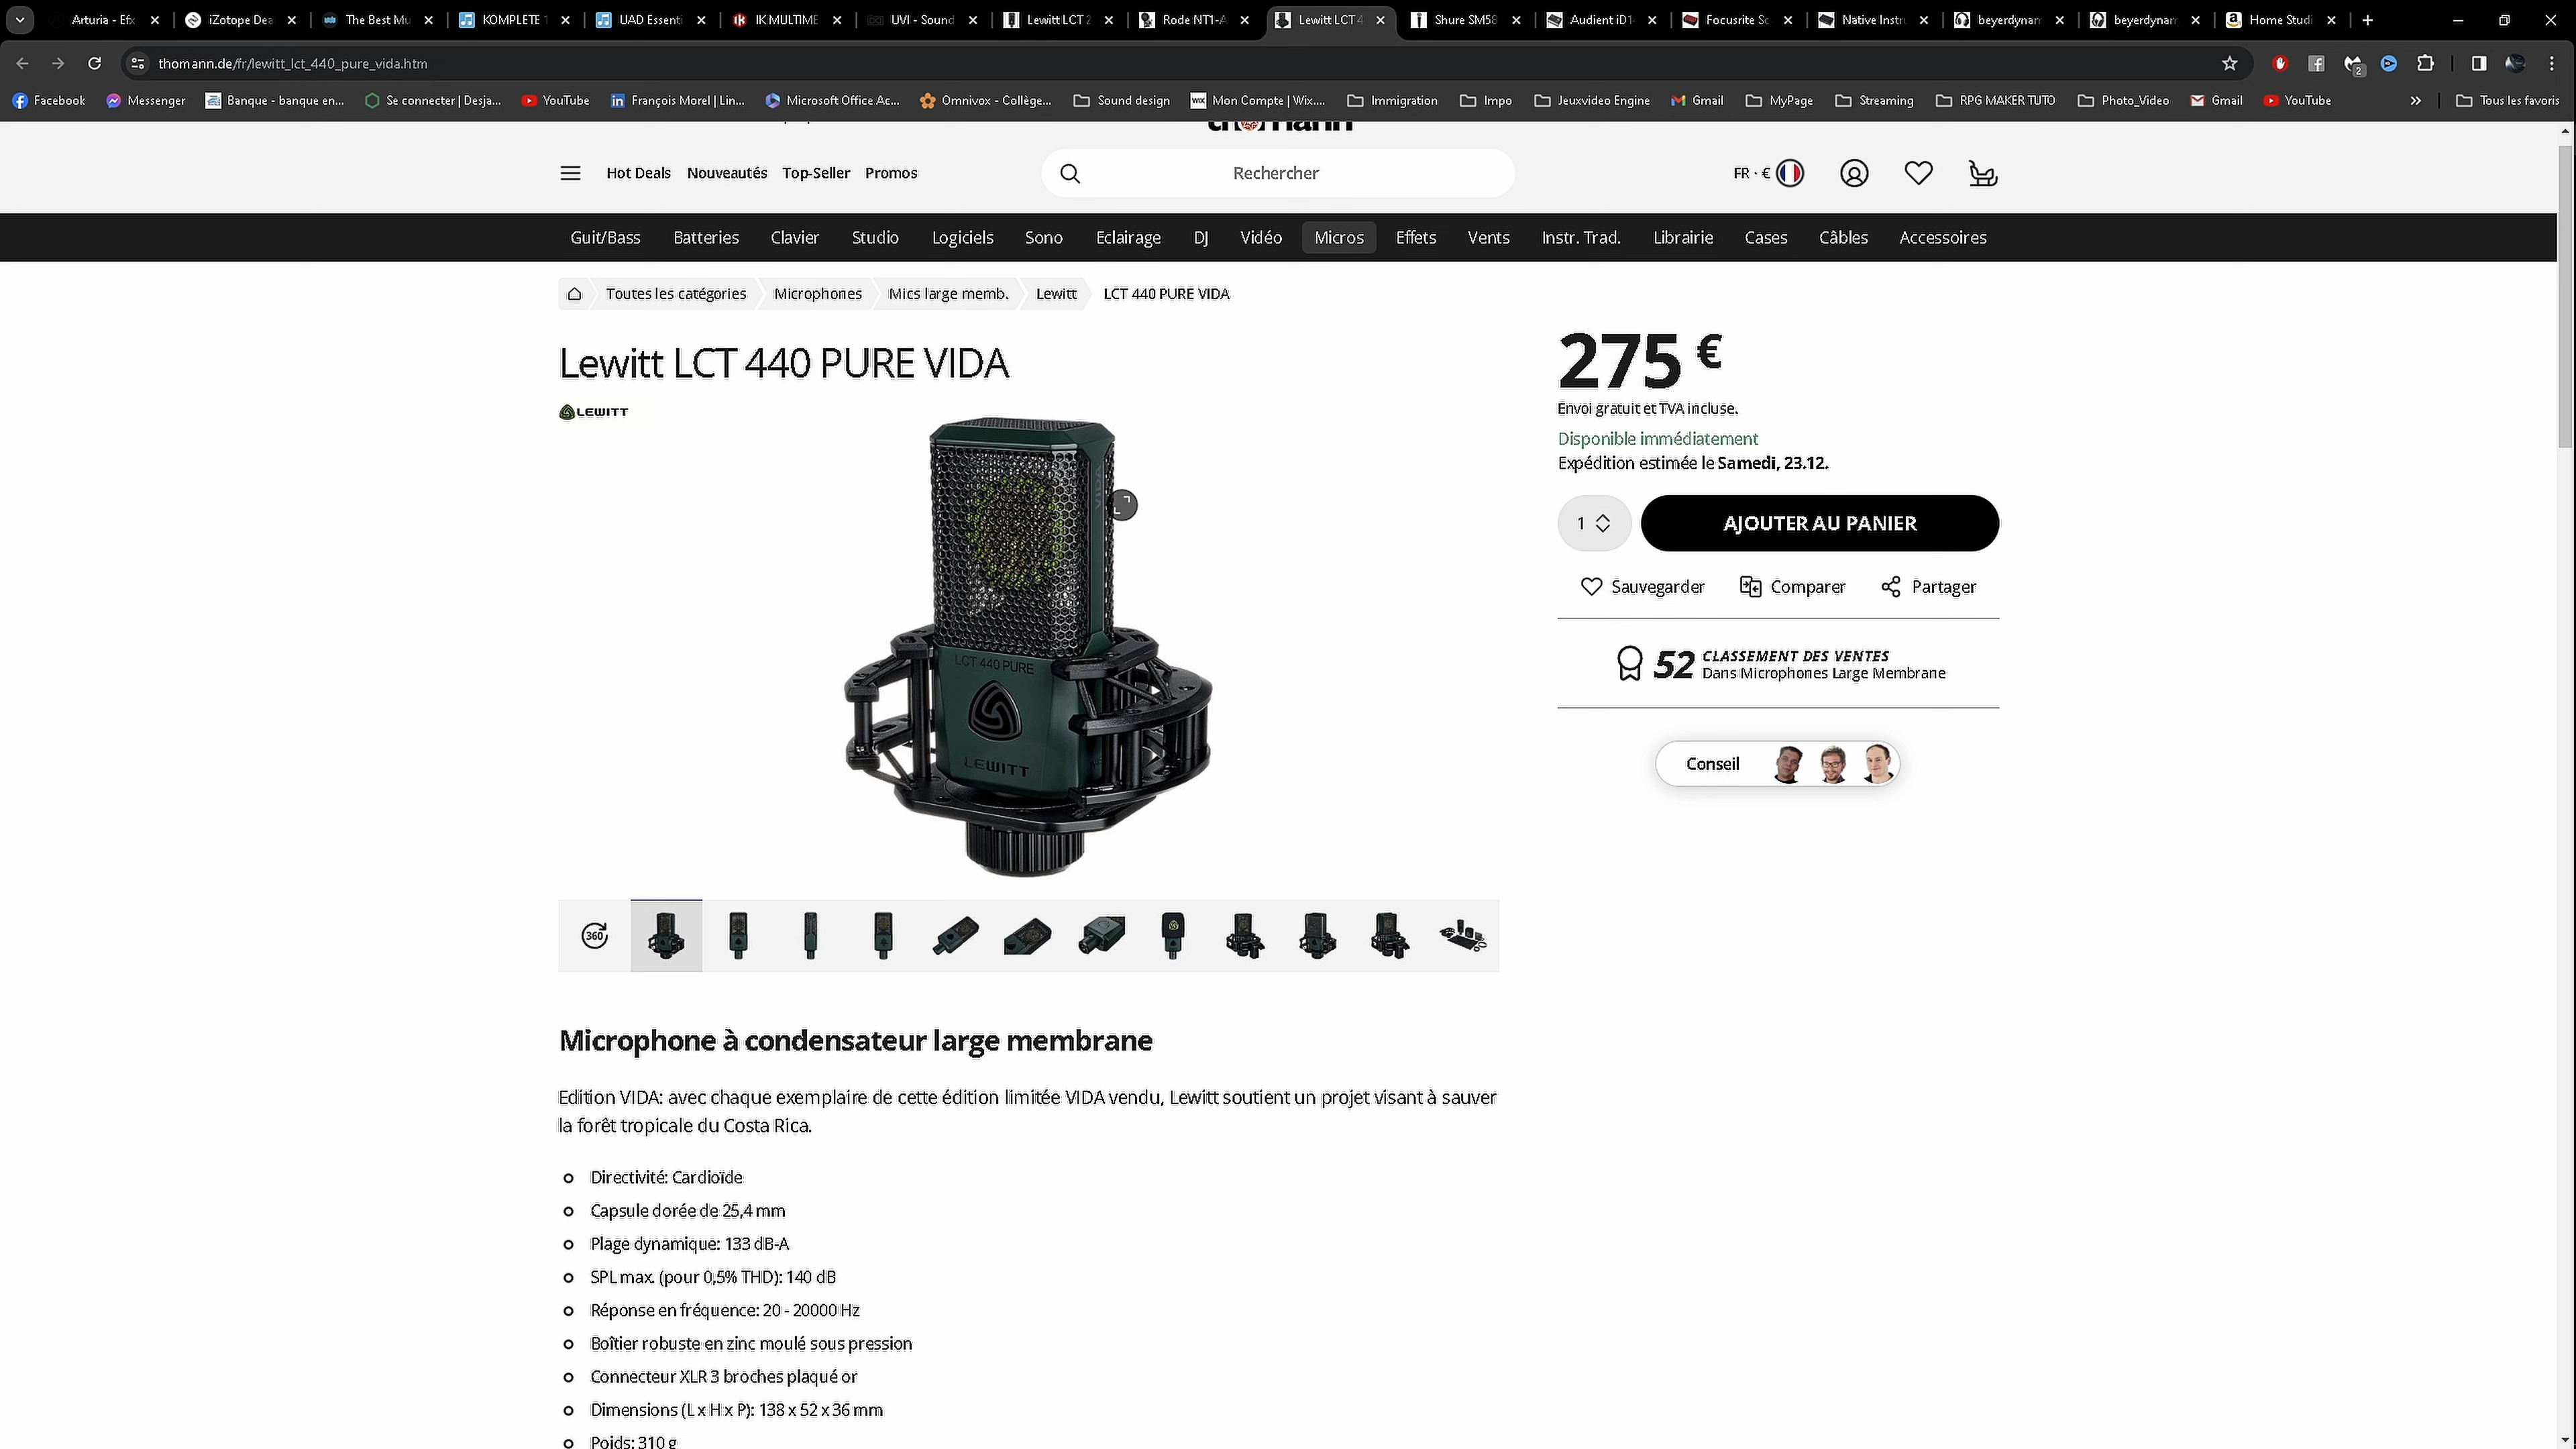 Arturia - Efx
iZotope Dea
The Best Mu
KOMPLETE 1
UAD Essenti
IK MULTIME
UVI - Sound
Lewitt LCT 2
Rode NT1-A
Lewitt LCT 4
Shure SM58
Audient iD1
Focusrite Sc
Native Instru
beyerdynam
beyerdynam
Home Studi
thomann.de/fr/lewitt_lct_440_pure_vida.htm
2
Facebook
Messenger
Banque - banque en...
Se connecter | Desja...
YouTube
François Morel | Lin...
Microsoft Office Ac...
Omnivox - Collège...
Sound design
WIX
Mon Compte | Wix....
Immigration
Impo
Jeuxvideo Engine
Gmail
MyPage
Streaming
RPG MAKER TUTO
Photo_Video
Gmail
YouTube
Tous les favoris
thomann
Hot Deals
Nouveautés
Top-Seller
Promos
Rechercher
FR · €
Guit/Bass
Batteries
Clavier
Studio
Logiciels
Sono
Eclairage
DJ
Vidéo
Micros
Effets
Vents
Instr. Trad.
Librairie
Cases
Câbles
Accessoires
Toutes les catégories
Microphones
Mics large memb.
Lewitt
LCT 440 PURE VIDA
Lewitt LCT 440 PURE VIDA
LEWITT
VIDA
LCT 440 PURE
LEWITT
275 €
Envoi gratuit et TVA incluse.
Disponible immédiatement
Expédition estimée le Samedi, 23.12.
1
AJOUTER AU PANIER
Sauvegarder
Comparer
Partager
52
CLASSEMENT DES VENTES
Dans Microphones Large Membrane
Conseil
360
Microphone à condensateur large membrane
Edition VIDA: avec chaque exemplaire de cette édition limitée VIDA vendu, Lewitt soutient un projet visant à sauver
la forêt tropicale du Costa Rica.
Directivité: Cardioïde
Capsule dorée de 25,4 mm
Plage dynamique: 133 dB-A
SPL max. (pour 0,5% THD): 140 dB
Réponse en fréquence: 20 - 20000 Hz
Boîtier robuste en zinc moulé sous pression
Connecteur XLR 3 broches plaqué or
Dimensions (L x H x P): 138 x 52 x 36 mm
Poids: 310 g